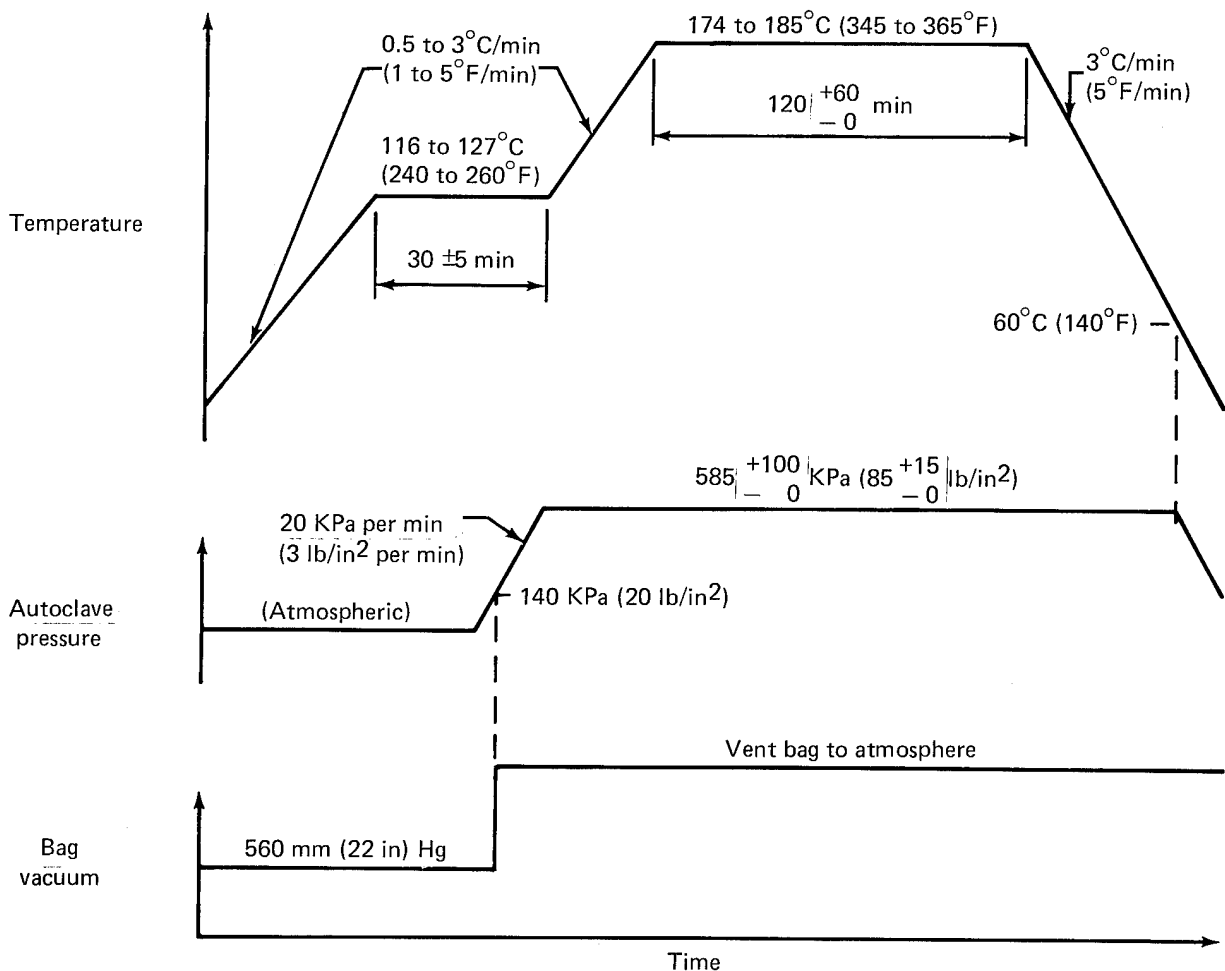 0.5 to 3°C/min
(1 to 5°F/min)
174 to 185°C (345 to 365°F)
3°C/min
(5°F/min)
120 +60 min
– 0
116 to 127°C
(240 to 260°F)
Temperature
30 ±5 min
60°C (140°F)
585 +100 KPa (85 +15 lb/in²)
– 0 – 0
20 KPa per min
(3 lb/in² per min)
140 KPa (20 lb/in²)
(Atmospheric)
Autoclave
pressure
Vent bag to atmosphere
560 mm (22 in) Hg
Bag
vacuum
Time